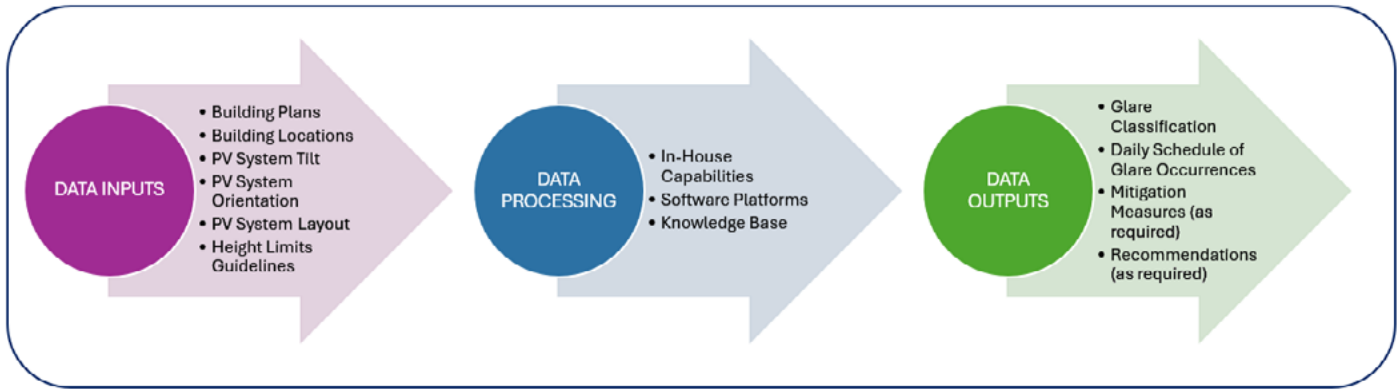 DATA INPUTS
• Building Plans
• Building Locations
• PV System Tilt
• PV System
Orientation
• PV System Layout
• Height Limits
Guidelines
DATA
PROCESSING
• In-House
Capabilities
• Software Platforms
• Knowledge Base
DATA
OUTPUTS
• Glare
Classification
• Daily Schedule of
Glare Occurrences
• Mitigation
Measures (as
required)
• Recommendations
(as required)